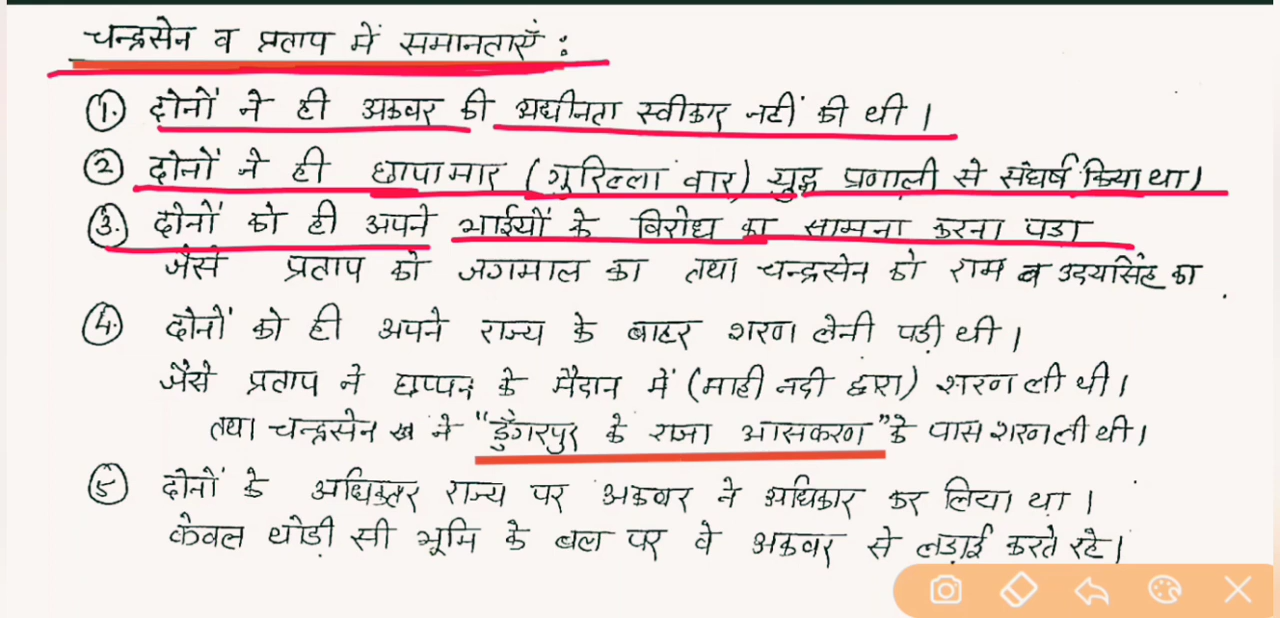 चन्द्रसेन व प्रताप में समानताएँ :
①. दोनों ने ही अकबर की अधीनता स्वीकार नहीं की थी।
② दोनों ने ही छापामार (गुरिल्ला वार) युद्ध प्रणाली से संघर्ष किया था।
③. दोनों को ही अपने भाईयों के विरोध का सामना करना पडा
जैसे प्रताप को जगमाल का तथा चन्द्रसेन को राम व उदयसिंह का .
④. दोनों को ही अपने राज्य के बाहर शरण लेनी पड़ी थी।
जैसे प्रताप ने छप्पन के मैदान में (माही नदी द्वारा) शरण ली थी।
तथा चन्द्रसेन ने "डुँगरपुर के राजा आसकरण" के पास शरण ली थी।
⑤ दोनों के अधिकतर राज्य पर अकबर ने अधिकार कर लिया था।
केवल थोड़ी सी भूमि के बल पर वे अकबर से लड़ाई करते रहे।